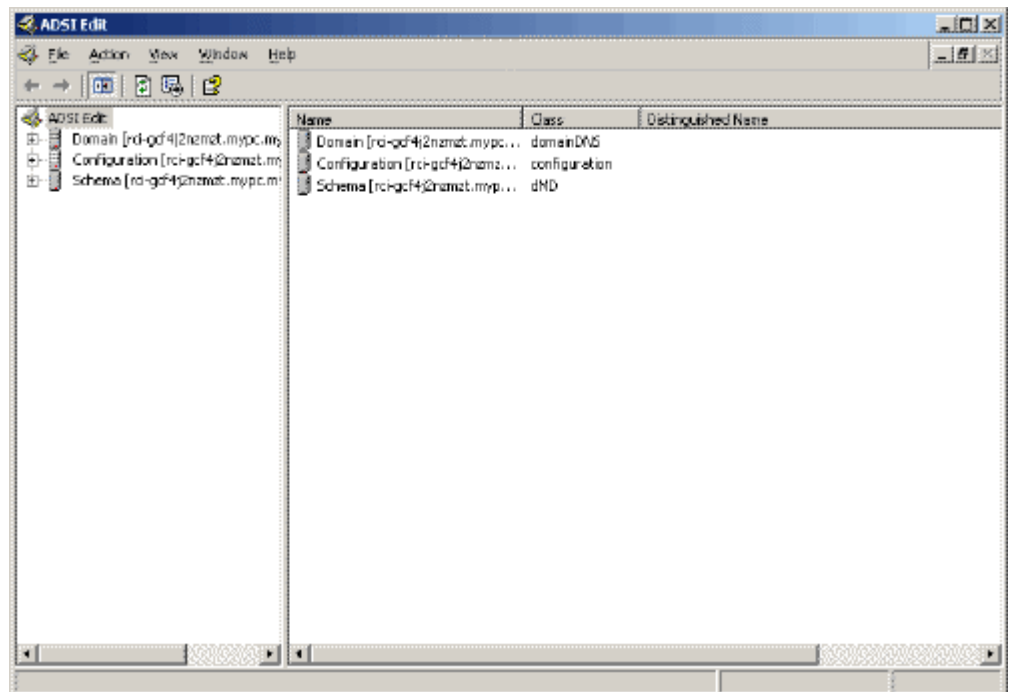 ADSI Edit
File Action View Window Help
ADSI Edit
Domain [rci-gcf4j2nzmzt.mypc.my
Configuration [rci-gcf4j2nzmzt.my
Schema [rci-gcf4j2nzmzt.mypc.m
Name Class Distinguished Name
Domain [rci-gcf4j2nzmzt.mypc... domainDNS
Configuration [rci-gcf4j2nzmz... configuration
Schema [rci-gcf4j2nzmzt.myp... dMD